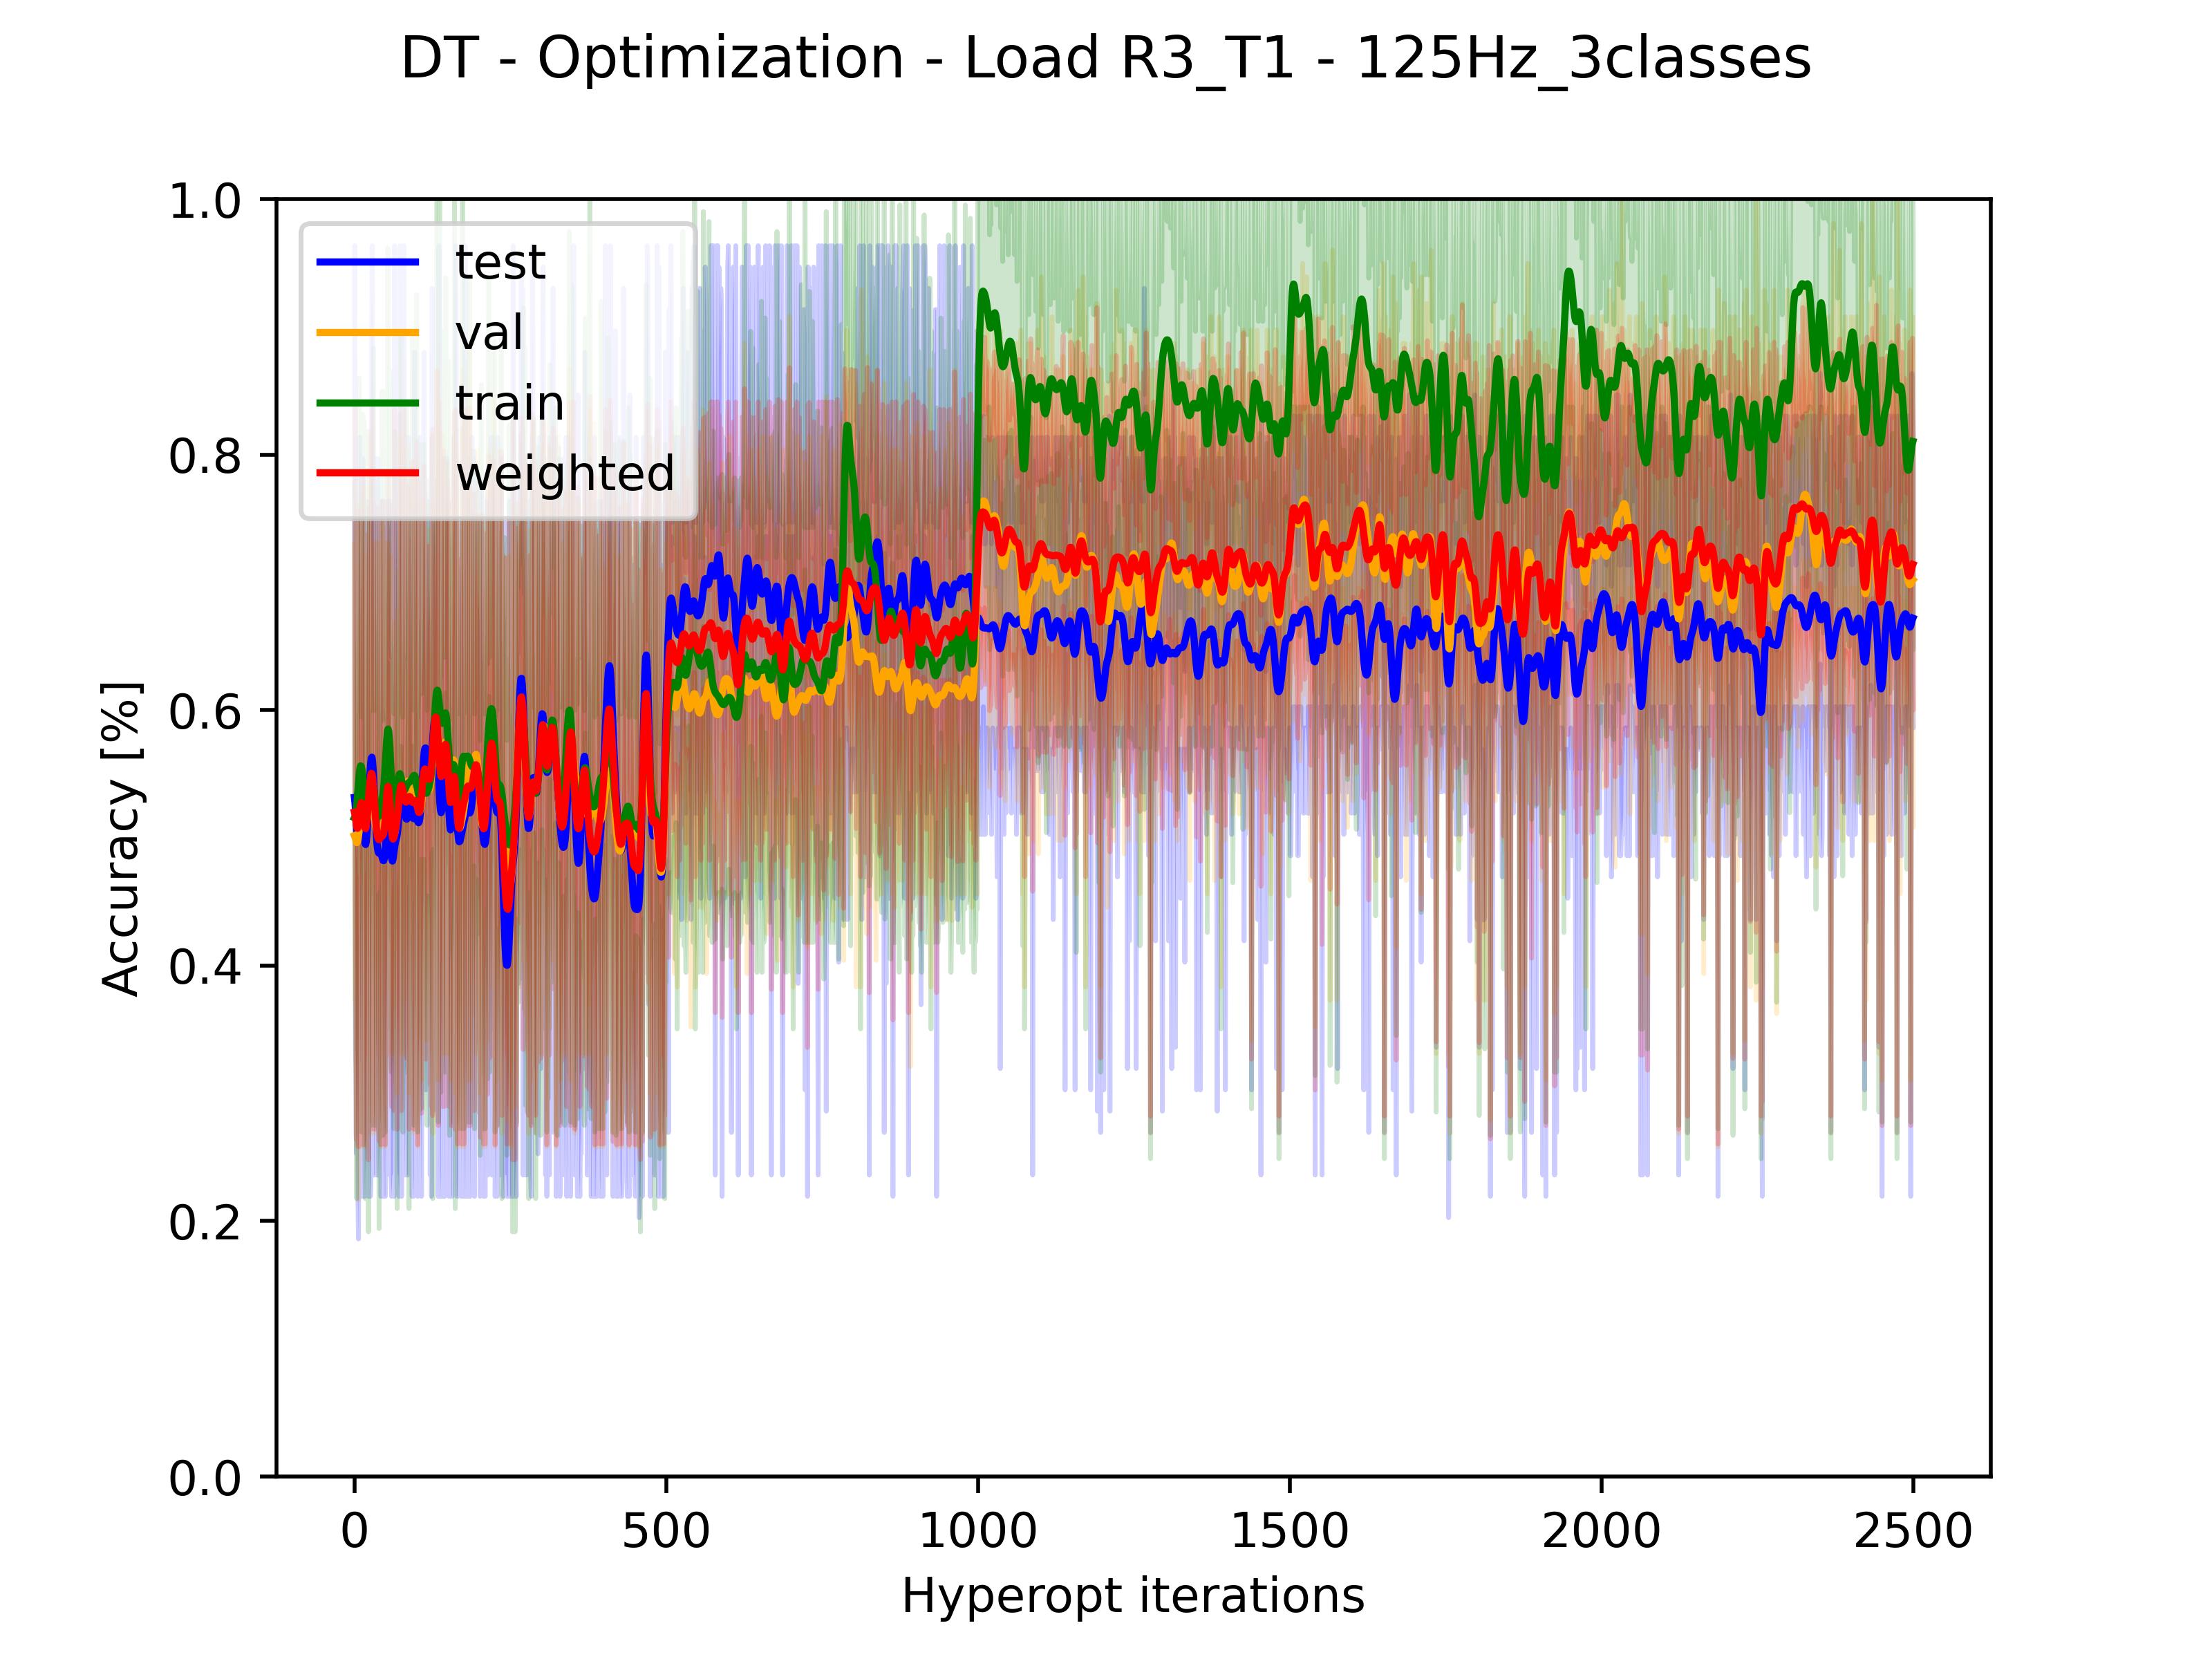 DT - Optimization - Load R3_T1 - 125Hz_3classes
1.0
0.8
0.6
0.4
0.2
0.0
Accuracy [%]
test
val
train
weighted
0 500 1000 1500 2000 2500
Hyperopt iterations